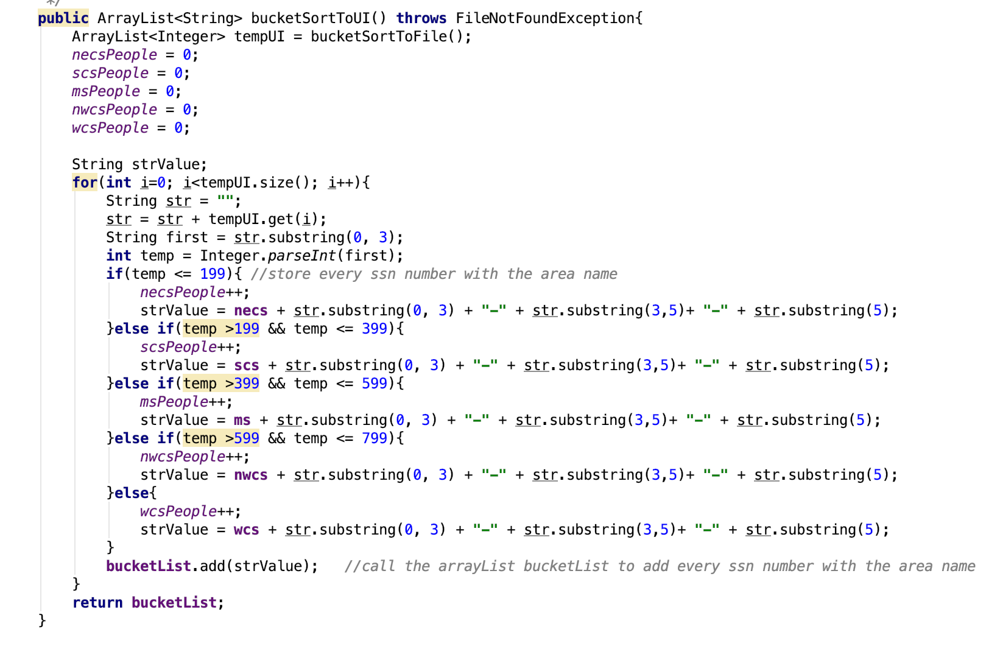 */
public ArrayList<String> bucketSortToUI() throws FileNotFoundException{
    ArrayList<Integer> tempUI = bucketSortToFile();
    necsPeople = 0;
    scsPeople = 0;
    msPeople = 0;
    nwcsPeople = 0;
    wcsPeople = 0;

    String strValue;
    for(int i=0; i<tempUI.size(); i++){
        String str = "";
        str = str + tempUI.get(i);
        String first = str.substring(0, 3);
        int temp = Integer.parseInt(first);
        if(temp <= 199){ //store every ssn number with the area name
            necsPeople++;
            strValue = necs + str.substring(0, 3) + "-" + str.substring(3,5)+ "-" + str.substring(5);
        }else if(temp >199 && temp <= 399){
            scsPeople++;
            strValue = scs + str.substring(0, 3) + "-" + str.substring(3,5)+ "-" + str.substring(5);
        }else if(temp >399 && temp <= 599){
            msPeople++;
            strValue = ms + str.substring(0, 3) + "-" + str.substring(3,5)+ "-" + str.substring(5);
        }else if(temp >599 && temp <= 799){
            nwcsPeople++;
            strValue = nwcs + str.substring(0, 3) + "-" + str.substring(3,5)+ "-" + str.substring(5);
        }else{
            wcsPeople++;
            strValue = wcs + str.substring(0, 3) + "-" + str.substring(3,5)+ "-" + str.substring(5);
        }
        bucketList.add(strValue);   //call the arrayList bucketList to add every ssn number with the area name
    }
    return bucketList;
}